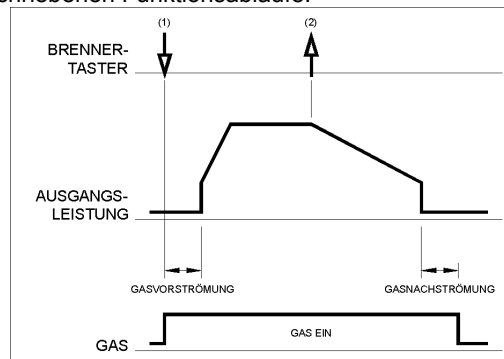 (1) (2)
BRENNER-
TASTER
AUSGANGS-
LEISTUNG
GASVORSTRÖMUNG GASNACHSTRÖMUNG
GAS EIN
GAS